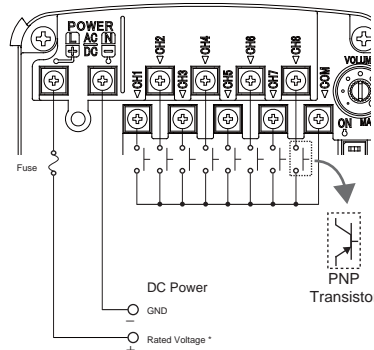 POWER
L AC N
+ DC −
CH2
CH4
CH6
CH8
CH1
CH3
CH5
CH7
COM
VOLUM
ON MA
Fuse
PNP
Transisto
DC Power
− GND
+ Rated Voltage *